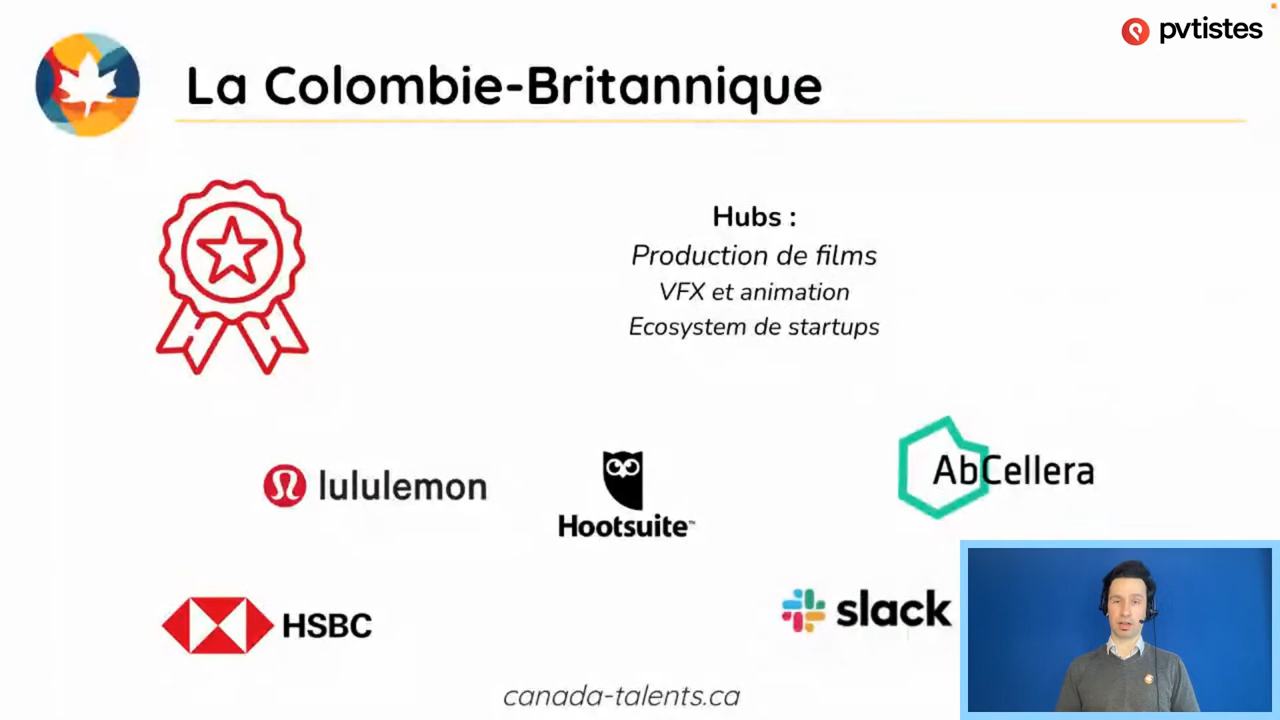 pvtistes
La Colombie-Britannique
Hubs :
Production de films
VFX et animation
Ecosystem de startups
lululemon
Hootsuite™
AbCellera
HSBC
slack
canada-talents.ca